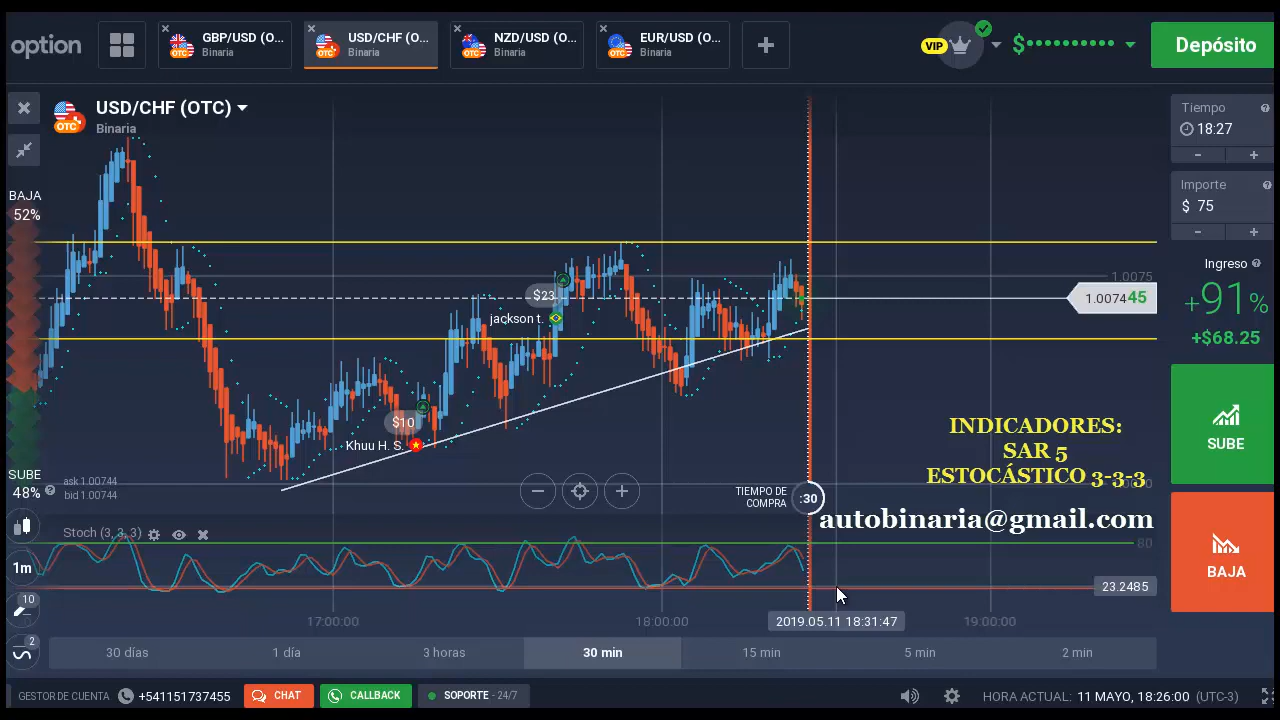 option
GBP/USD (O...
Binaria
USD/CHF (O...
Binaria
NZD/USD (O...
Binaria
EUR/USD (O...
Binaria
VIP
$••••••••••
Depósito
USD/CHF (OTC)
Binaria
OTC
Tiempo
18:27
Importe
$ 75
Ingreso
+91%
+$68.25
SUBE
BAJA
BAJA
52%
SUBE
48%
ask 1.00744
bid 1.00744
1.0075
1.007445
$23
jackson t.
$10
Khuu H. S.
INDICADORES:
SAR 5
ESTOCÁSTICO 3-3-3
autobinaria@gmail.com
TIEMPO DE
COMPRA
:30
Stoch (3, 3, 3)
80
23.2485
1m
10
2
17:00:00
18:00:00
2019.05.11 18:31:47
19:00:00
30 días
1 día
3 horas
30 min
15 min
5 min
2 min
GESTOR DE CUENTA
+541151737455
CHAT
CALLBACK
SOPORTE - 24/7
HORA ACTUAL: 11 MAYO, 18:26:00 (UTC-3)